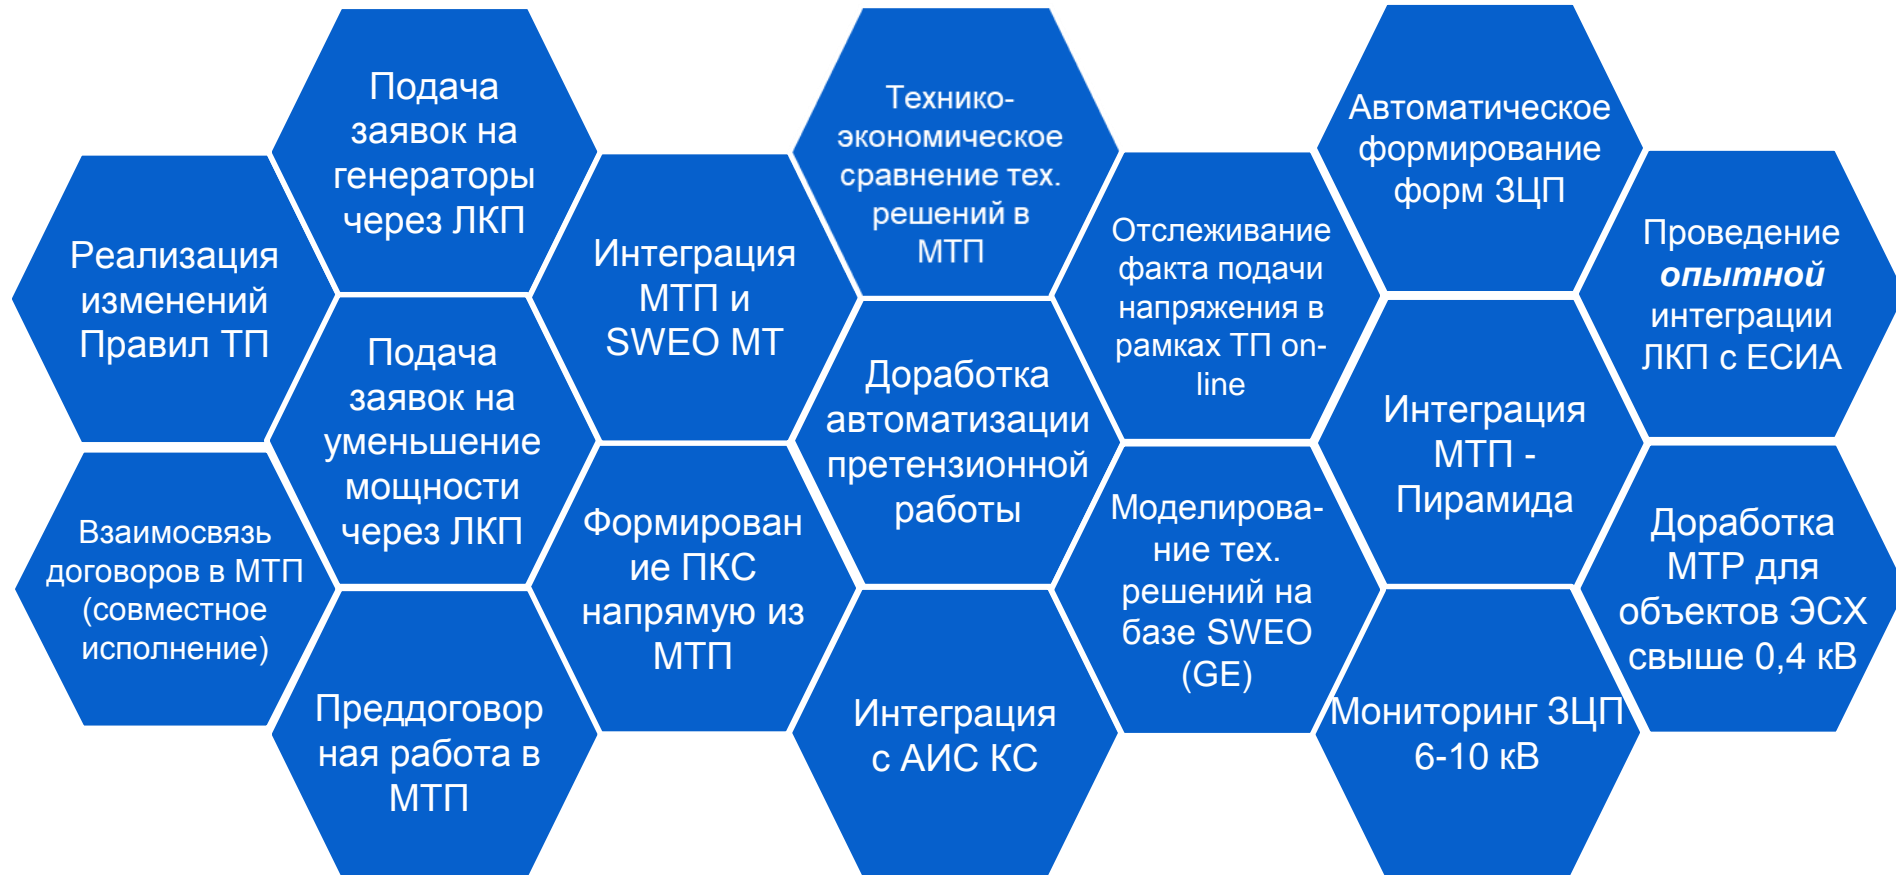 Реализация
изменений
Правил ТП
Взаимосвязь
договоров в МТП
(совместное
исполнение)
Подача
заявок на
генераторы
через ЛКП
Подача
заявок на
уменьшение
мощности
через ЛКП
Преддоговор
ная работа в
МТП
Интеграция
МТП и
SWEO МТ
Формирован
ие ПКС
напрямую из
МТП
Технико-
экономическое
сравнение тех.
решений в
МТП
Доработка
автоматизации
претензионной
работы
Интеграция
с АИС КС
Отслеживание
факта подачи
напряжения в
рамках ТП on-
line
Моделирова-
ние тех.
решений на
базе SWEO
(GE)
Автоматическое
формирование
форм ЗЦП
Интеграция
МТП -
Пирамида
Мониторинг ЗЦП
6-10 кВ
Проведение
опытной
интеграции
ЛКП с ЕСИА
Доработка
МТР для
объектов ЭСХ
свыше 0,4 кВ